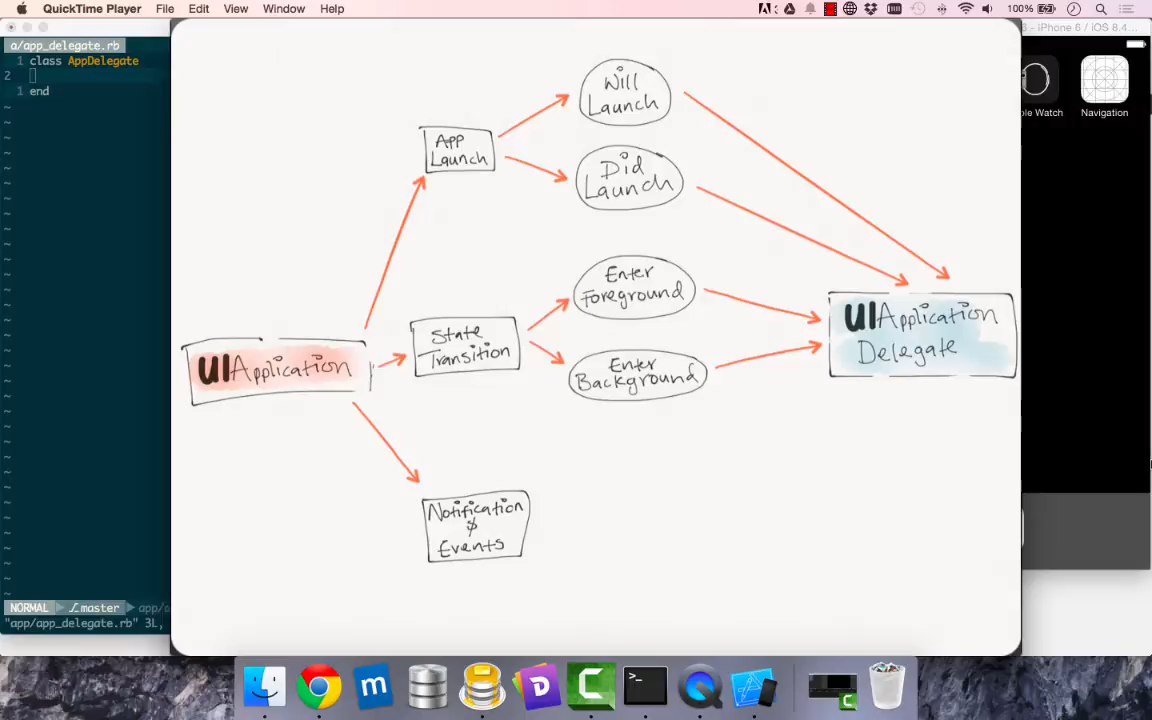 QuickTime Player File Edit View Window Help
100%
a/app_delegate.rb
1 class AppDelegate
2
1 end
~
NORMAL master app/a
"app/app_delegate.rb" 3L,
- iPhone 6 / iOS 8.4...
ple Watch
Navigation
Will
Launch
App
Launch
Did
Launch
Enter
Foreground
UIApplication
Delegate
State
Transition
UIApplication
Enter
Background
Notification
&
Events